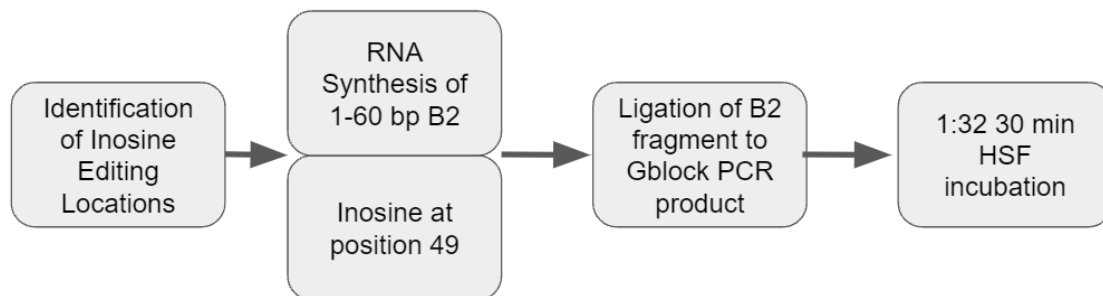 Identification
of Inosine
Editing
Locations
RNA
Synthesis of
1-60 bp B2
Inosine at
position 49
Ligation of B2
fragment to
Gblock PCR
product
1:32 30 min
HSF
incubation